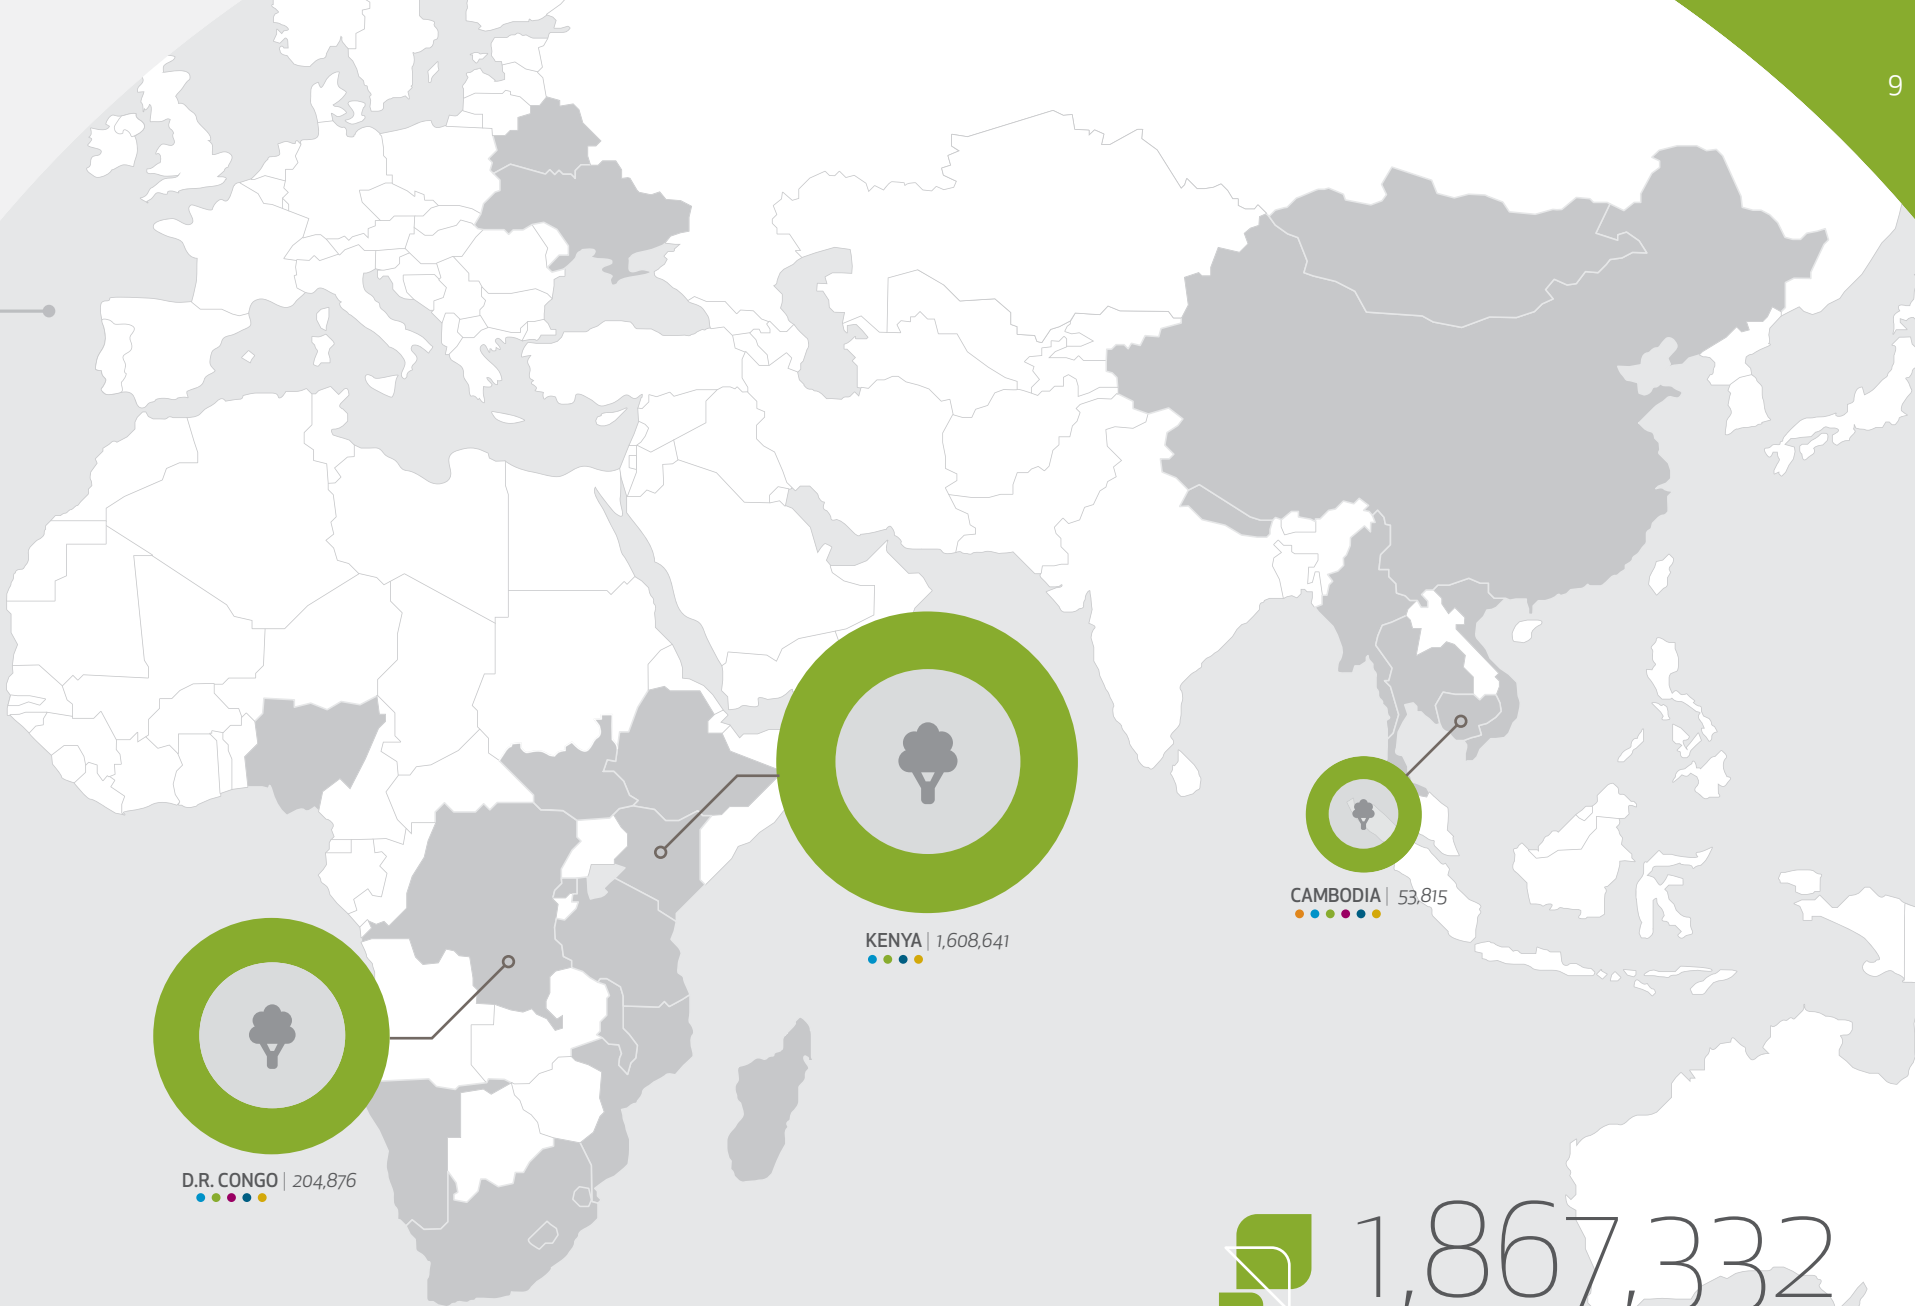 9
CAMBODIA | 53,815
KENYA | 1,608,641
D.R. CONGO | 204,876
1,867,332